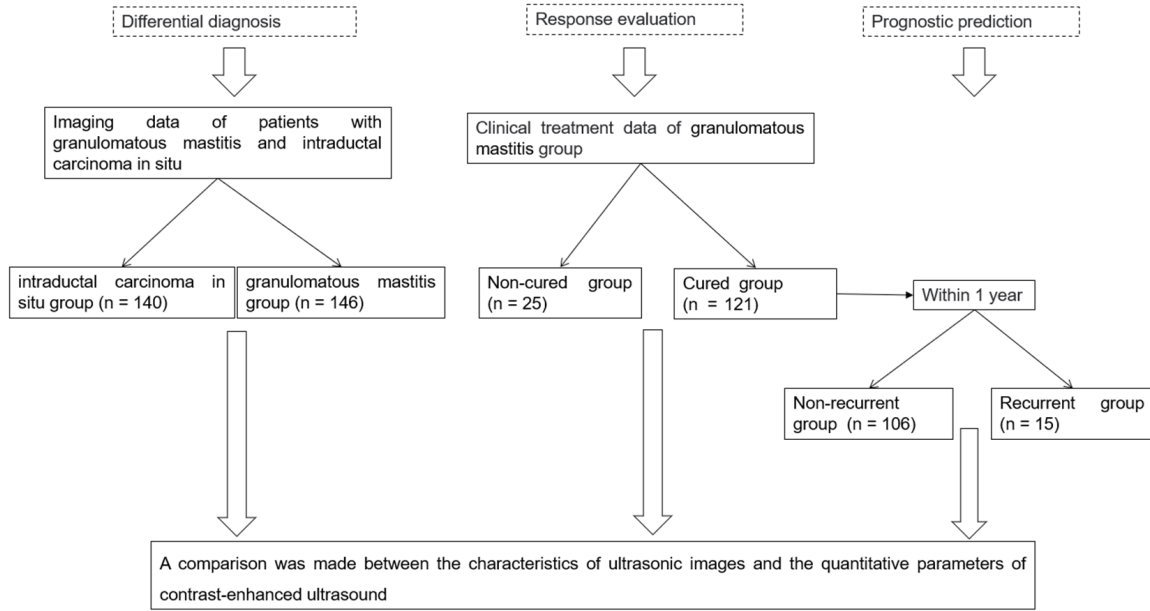 Differential diagnosis
Response evaluation
Prognostic prediction
Imaging data of patients with
granulomatous mastitis and intraductal
carcinoma in situ
Clinical treatment data of granulomatous
mastitis group
intraductal carcinoma in
situ group (n = 140)
granulomatous mastitis
group (n = 146)
Non-cured group
(n = 25)
Cured group
(n = 121)
Within 1 year
Non-recurrent
group (n = 106)
Recurrent group
(n = 15)
A comparison was made between the characteristics of ultrasonic images and the quantitative parameters of
contrast-enhanced ultrasound